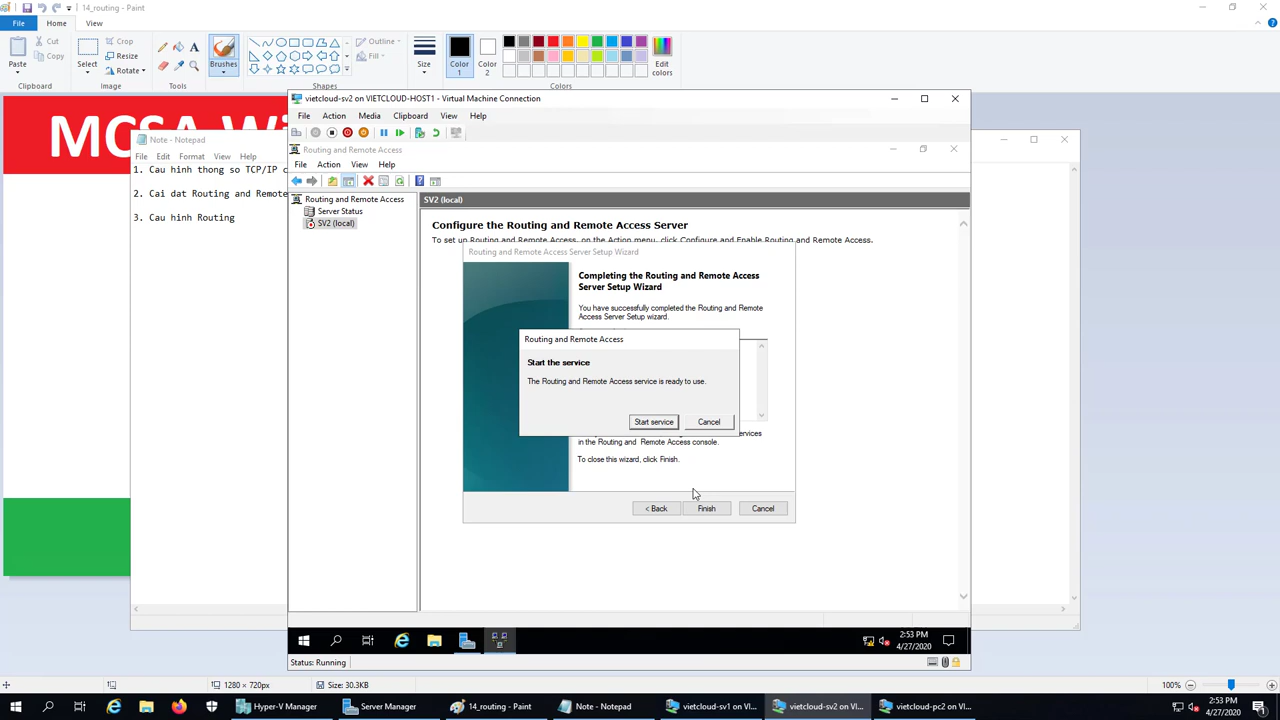 14_routing - Paint
File
Home
View
Paste
Cut
Copy
Clipboard
Select
Crop
Resize
Rotate
Image
Tools
Brushes
Shapes
Outline
Fill
Size
Color
1
Color
2
Edit
colors
Colors
MCSA Wi
Note - Notepad
File Edit Format View Help
1. Cau hinh thong so TCP/IP c
2. Cai dat Routing and Remote
3. Cau hinh Routing
vietcloud-sv2 on VIETCLOUD-HOST1 - Virtual Machine Connection
File Action Media Clipboard View Help
Routing and Remote Access
File Action View Help
Routing and Remote Access
Server Status
SV2 (local)
SV2 (local)
Configure the Routing and Remote Access Server
To set up Routing and Remote Access, on the Action menu, click Configure and Enable Routing and Remote Access.
Routing and Remote Access Server Setup Wizard
Completing the Routing and Remote Access
Server Setup Wizard
You have successfully completed the Routing and Remote
Access Server Setup wizard.
Routing and Remote Access
Start the service
The Routing and Remote Access service is ready to use.
Start service
Cancel
ervices
in the Routing and Remote Access console.
To close this wizard, click Finish.
< Back
Finish
Cancel
2:53 PM
4/27/2020
Status: Running
1280 × 720px
Size: 30.3KB
100%
Hyper-V Manager
Server Manager
14_routing - Paint
Note - Notepad
vietcloud-sv1 on VI...
vietcloud-sv2 on VI...
vietcloud-pc2 on VI...
2:53 PM
4/27/2020